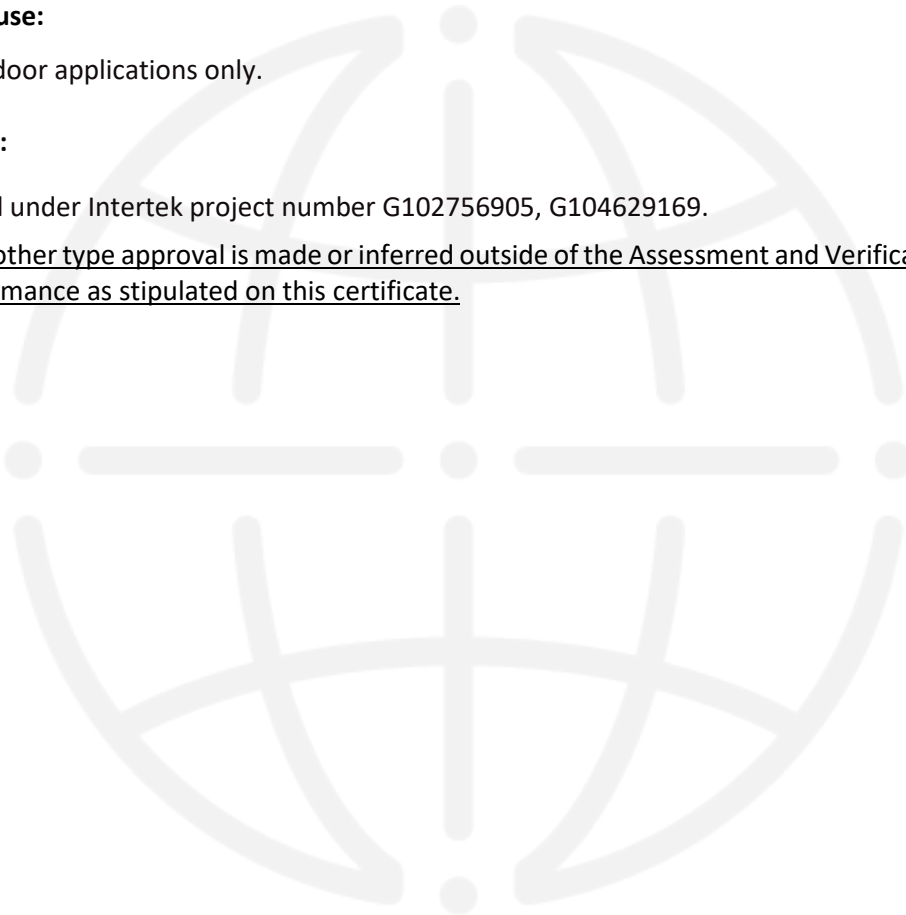 use:
door applications only.
:
under Intertek project number G102756905, G104629169.
other type approval is made or inferred outside of the Assessment and Verifica
mance as stipulated on this certificate.